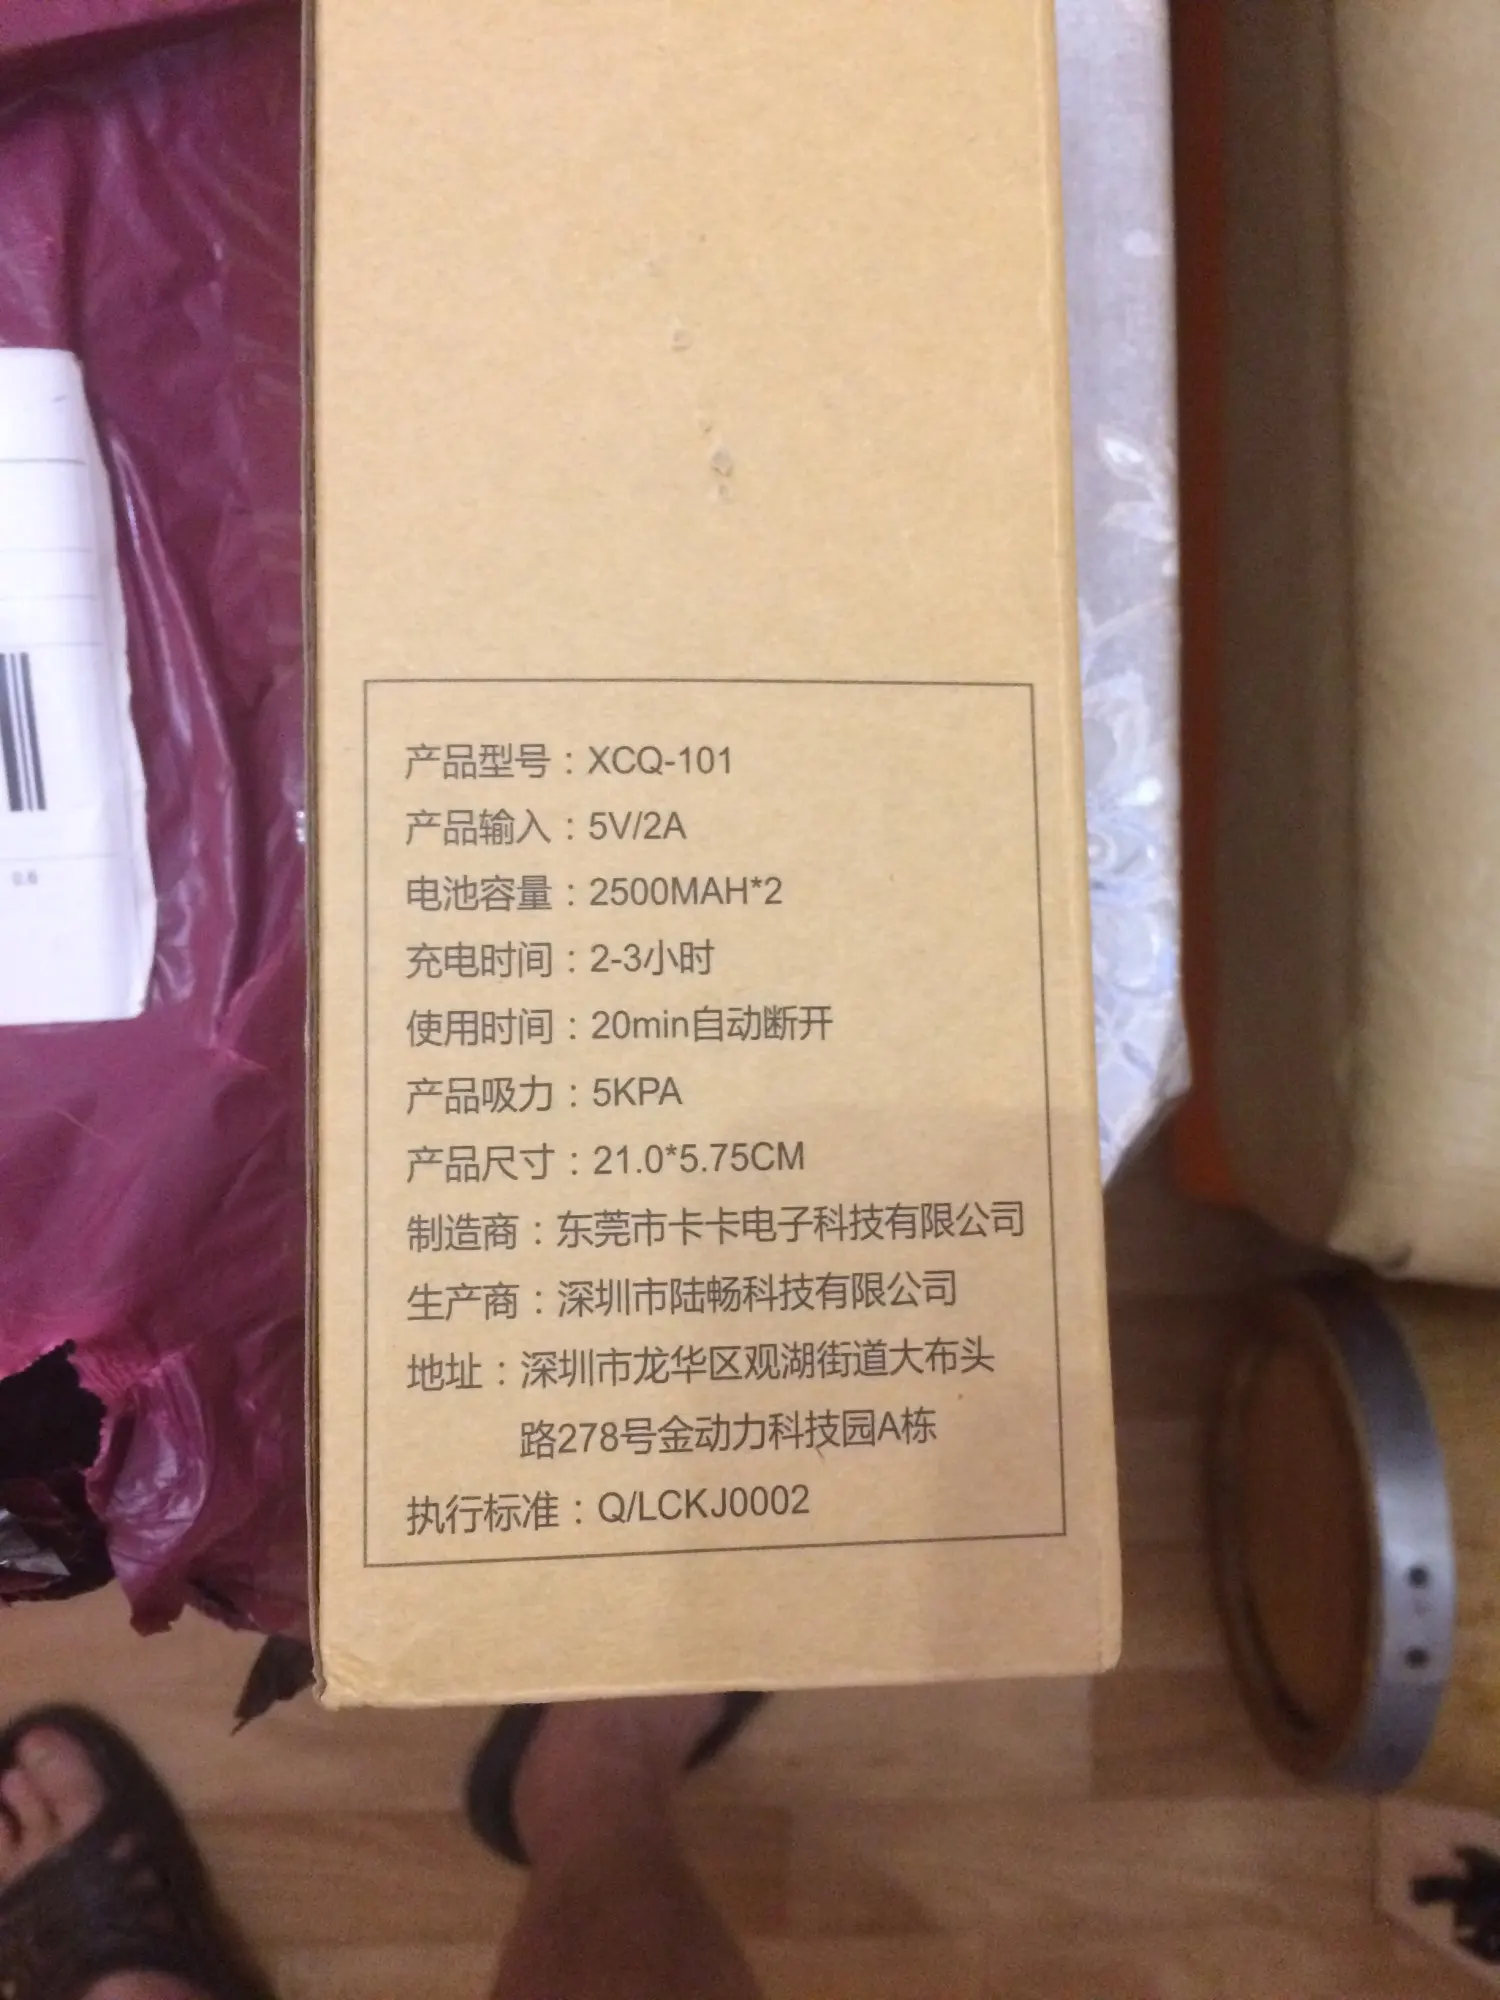 产品型号：XCQ-101
产品输入：5V/2A
电池容量：2500MAH*2
充电时间：2-3小时
使用时间：20min自动断开
产品吸力：5KPA
产品尺寸：21.0*5.75CM
制造商：东莞市卡卡电子科技有限公司
生产商：深圳市陆畅科技有限公司
地址：深圳市龙华区观湖街道大布头
路278号金动力科技园A栋
执行标准：Q/LCKJ0002
0.6